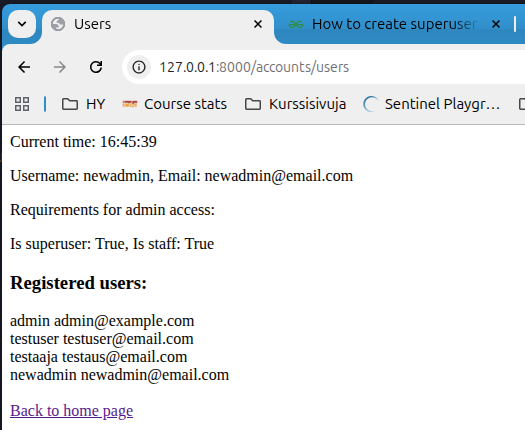 Users
How to create superuser
127.0.0.1:8000/accounts/users
HY
Course stats
Kurssisivuja
Sentinel Playgr...
Current time: 16:45:39
Username: newadmin, Email: newadmin@email.com
Requirements for admin access:
Is superuser: True, Is staff: True
Registered users:
admin admin@example.com
testuser testuser@email.com
testaaja testaus@email.com
newadmin newadmin@email.com
Back to home page